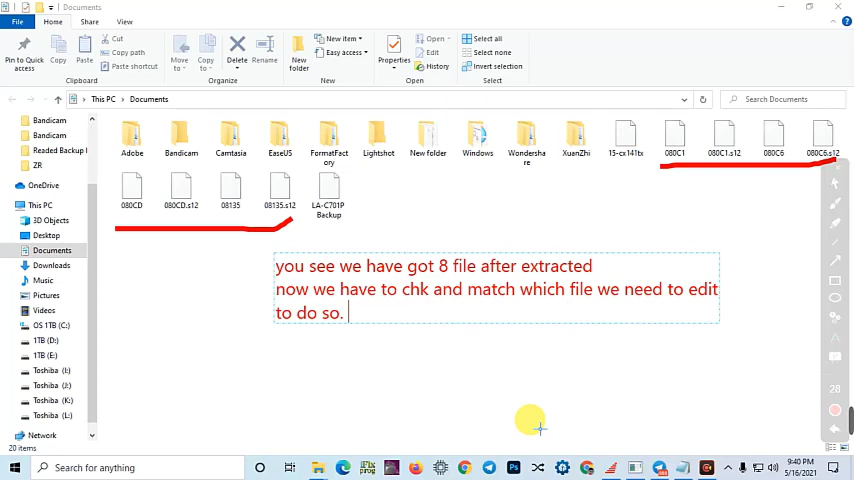 Documents
File
Home
Share
View
Pin to Quick access
Copy
Paste
Cut
Copy path
Paste shortcut
Clipboard
Move to
Copy to
Delete
Rename
Organize
New folder
New item
Easy access
New
Properties
Open
Edit
History
Open
Select all
Select none
Invert selection
Select
This PC > Documents
Search Documents
Bandicam
Bandicam
Readed Backup
ZR
OneDrive
This PC
3D Objects
Desktop
Documents
Downloads
Music
Pictures
Videos
OS 1TB (C:)
1TB (D:)
1TB (E:)
Toshiba (I:)
Toshiba (J:)
Toshiba (K:)
Toshiba (L:)
Network
Adobe
Bandicam
Camtasia
EaseUS
FormatFact
ory
Lightshot
New folder
Windows
Wondersha
re
XuanZhi
15-cx141tx
080C1
080C1.s12
080C6
080C6.s12
080CD
080CD.s12
08135
08135.s12
LA-C701P
Backup
you see we have got 8 file after extracted
now we have to chk and match which file we need to edit
to do so.
28
20 items
Search for anything
9:40 PM
5/16/2021